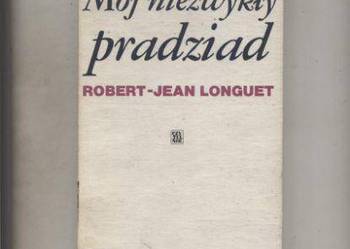 Mój niezwykły
pradziad
ROBERT-JEAN LONGUET